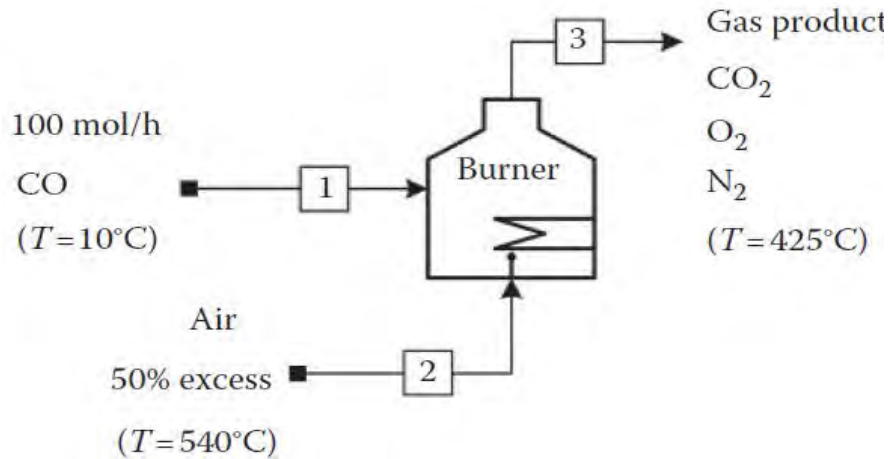 100 mol/h
CO
(T=10°C)
1
Air
50% excess
(T=540°C)
2
Burner
3
Gas product
CO₂
O₂
N₂
(T=425°C)